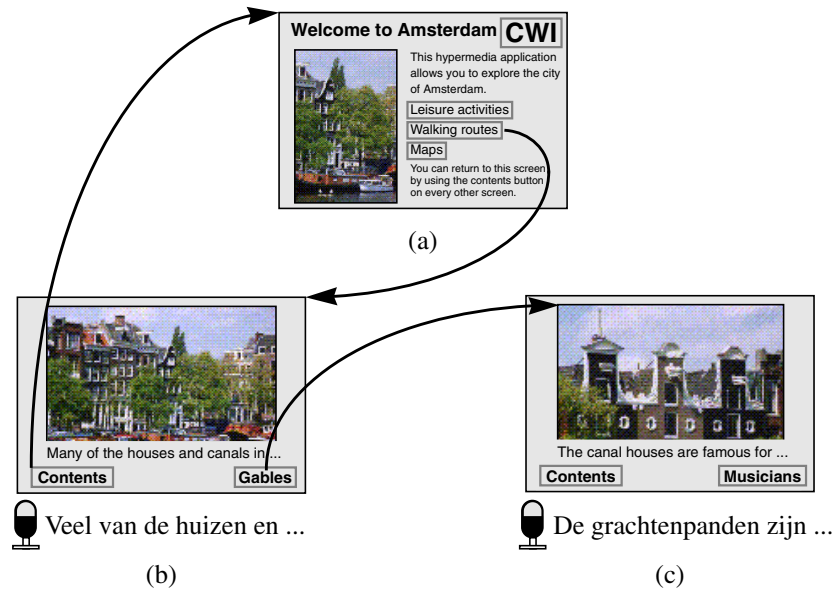 Welcome to Amsterdam CWI
This hypermedia application
allows you to explore the city
of Amsterdam.
Leisure activities
Walking routes
Maps
You can return to this screen
by using the contents button
on every other screen.
(a)
Many of the houses and canals in ...
Contents Gables
Veel van de huizen en ...
(b)
The canal houses are famous for ...
Contents Musicians
De grachtenpanden zijn ...
(c)